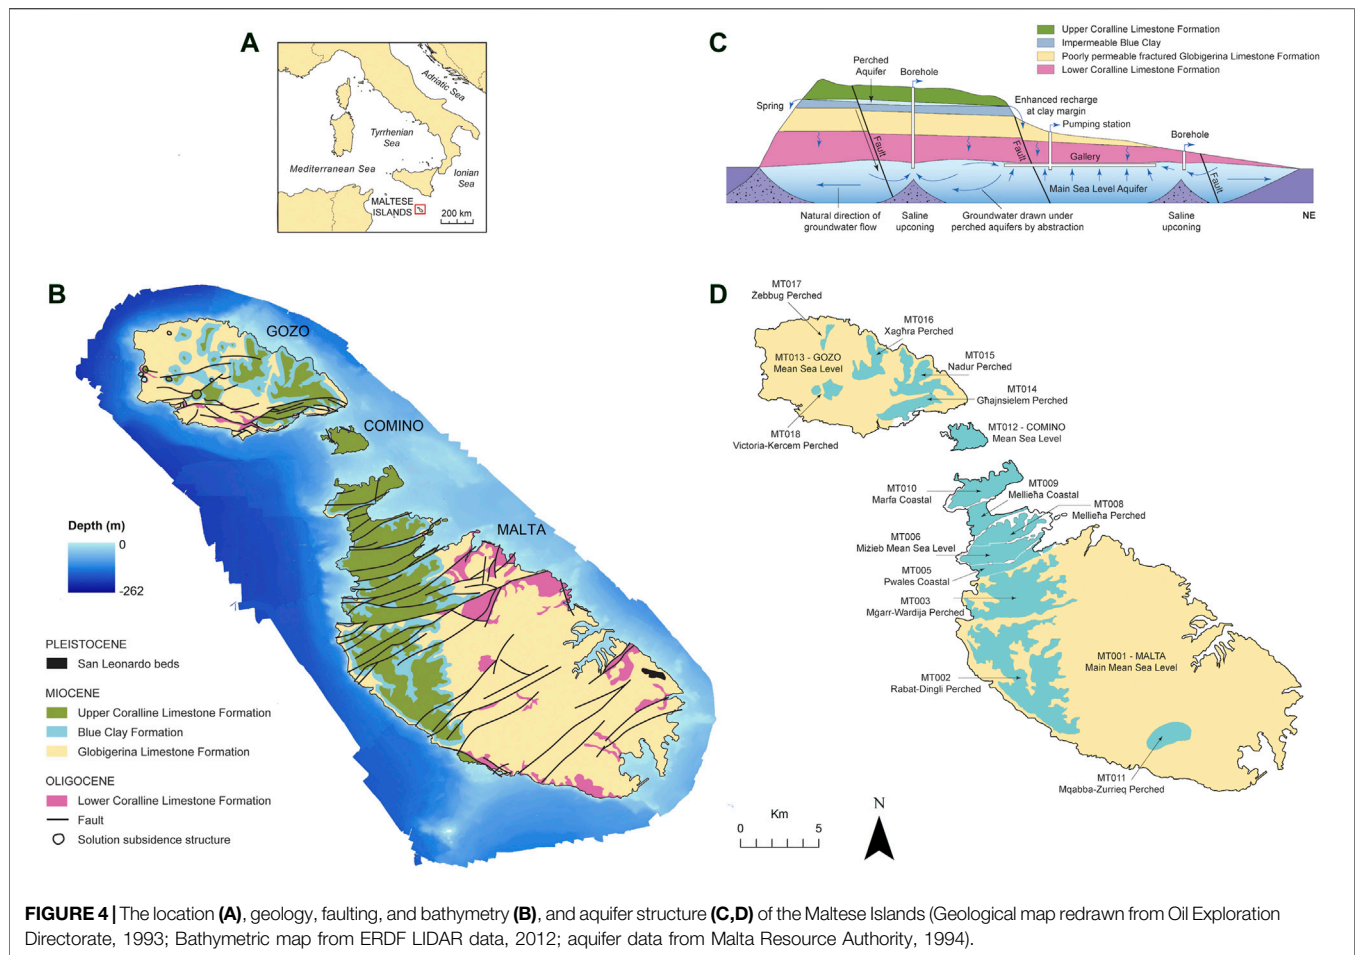 A
Adriatic Sea
Tyrrhenian
Sea
Mediterranean Sea
Ionian
Sea
MALTESE
ISLANDS
200 km
C
Upper Coralline Limestone Formation
Impermeable Blue Clay
Poorly permeable fractured Globigerina Limestone Formation
Lower Coralline Limestone Formation
Perched
Aquifer
Borehole
Spring
Enhanced recharge
at clay margin
Pumping station
Borehole
Fault
Fault
Gallery
Fault
Main Sea Level Aquifer
Natural direction of
groundwater flow
Saline
upconing
Groundwater drawn under
perched aquifers by abstraction
Saline
upconing
NE
B
GOZO
COMINO
MALTA
Depth (m)
0
-262
PLEISTOCENE
San Leonardo beds
MIOCENE
Upper Coralline Limestone Formation
Blue Clay Formation
Globigerina Limestone Formation
OLIGOCENE
Lower Coralline Limestone Formation
Fault
Solution subsidence structure
D
MT017
Zebbug Perched
MT016
Xagħra Perched
MT013 - GOZO
Mean Sea Level
MT015
Nadur Perched
MT014
Għajnsielem Perched
MT018
Victoria-Kercem Perched
MT012 - COMINO
Mean Sea Level
MT010
Marfa Coastal
MT009
Mellieħa Coastal
MT008
Mellieħa Perched
MT006
Miżieb Mean Sea Level
MT005
Pwales Coastal
MT003
Mġarr-Wardija Perched
MT001 - MALTA
Main Mean Sea Level
MT002
Rabat-Dingli Perched
MT011
Mqabba-Zurrieq Perched
Km
0 5
N
FIGURE 4 | The location (A), geology, faulting, and bathymetry (B), and aquifer structure (C,D) of the Maltese Islands (Geological map redrawn from Oil Exploration
Directorate, 1993; Bathymetric map from ERDF LIDAR data, 2012; aquifer data from Malta Resource Authority, 1994).